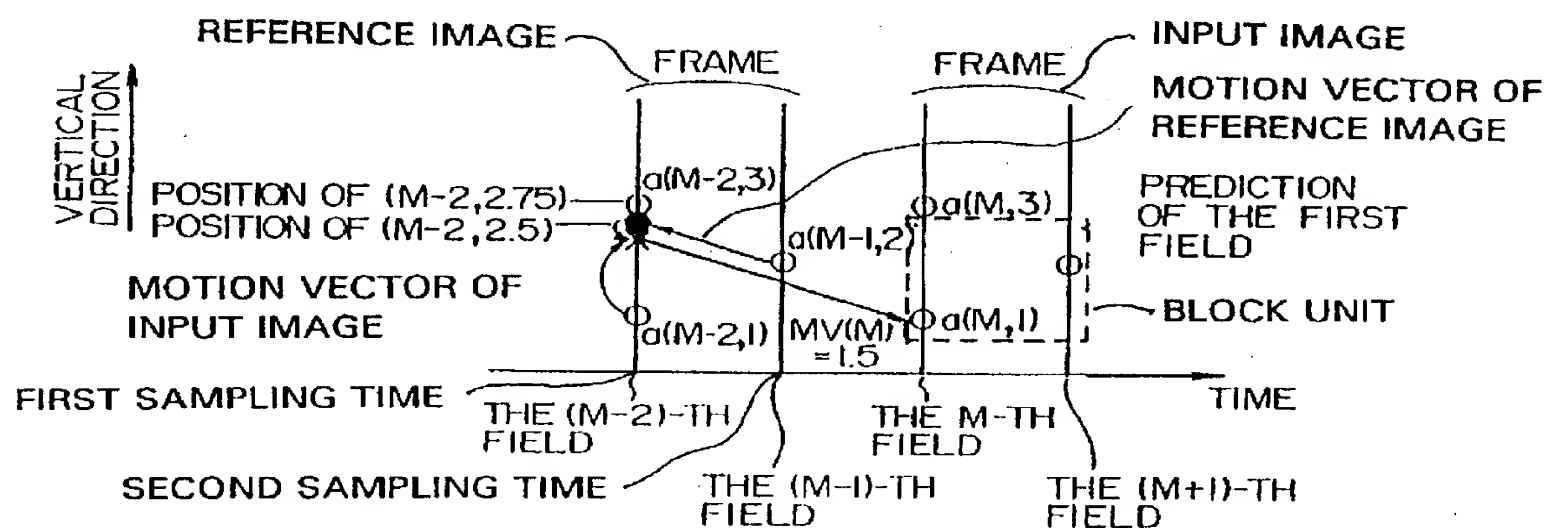 REFERENCE IMAGE
INPUT IMAGE
FRAME
FRAME
VERTICAL
DIRECTION
MOTION VECTOR OF
REFERENCE IMAGE
a(M-2,3)
POSITION OF (M-2,2.75)
POSITION OF (M-2,2.5)
a(M-1,2)
a(M,3)
PREDICTION
OF THE FIRST
FIELD
MOTION VECTOR OF
INPUT IMAGE
a(M-2,1)
MV(M)
=1.5
a(M,1)
BLOCK UNIT
FIRST SAMPLING TIME
TIME
THE (M-2)-TH
FIELD
THE M-TH
FIELD
SECOND SAMPLING TIME
THE (M-1)-TH
FIELD
THE (M+1)-TH
FIELD